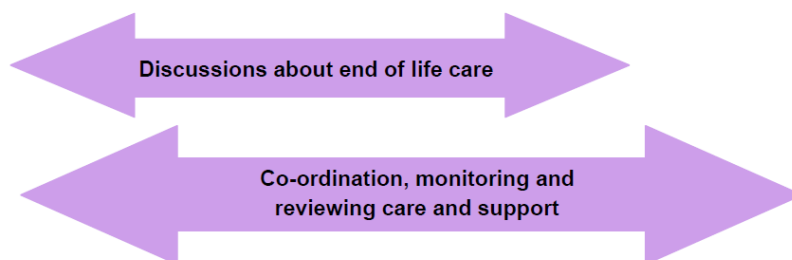 Discussions about end of life care
Co-ordination, monitoring and
reviewing care and support